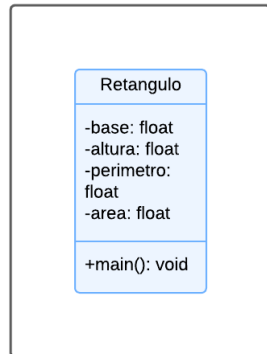 Retangulo
-base: float
-altura: float
-perimetro:
float
-area: float
+main(): void